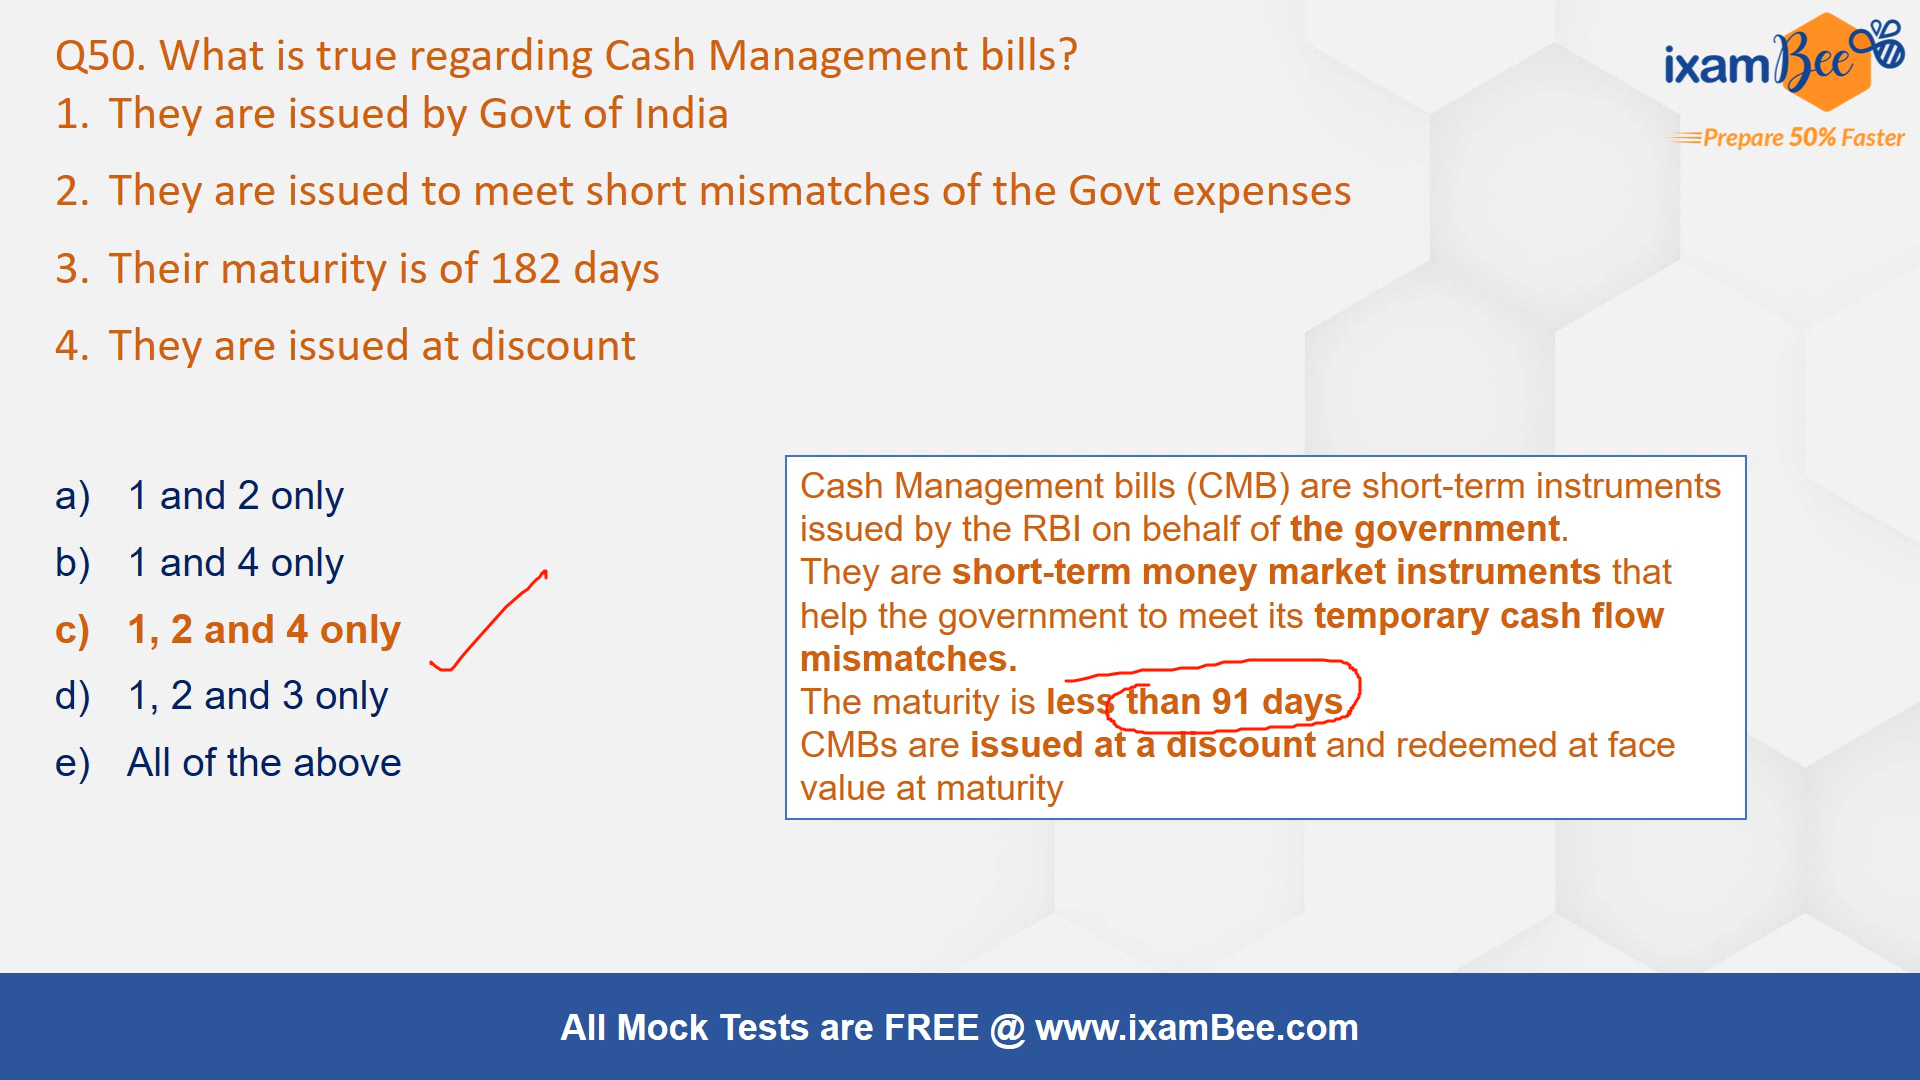 Q50. What is true regarding Cash Management bills?
1. They are issued by Govt of India
2. They are issued to meet short mismatches of the Govt expenses
3. Their maturity is of 182 days
4. They are issued at discount
a) 1 and 2 only
b) 1 and 4 only
c) 1, 2 and 4 only
d) 1, 2 and 3 only
e) All of the above
Cash Management bills (CMB) are short-term instruments
issued by the RBI on behalf of the government.
They are short-term money market instruments that
help the government to meet its temporary cash flow
mismatches.
The maturity is less than 91 days
CMBs are issued at a discount and redeemed at face
value at maturity
ixamBee
Prepare 50% Faster
All Mock Tests are FREE @ www.ixamBee.com